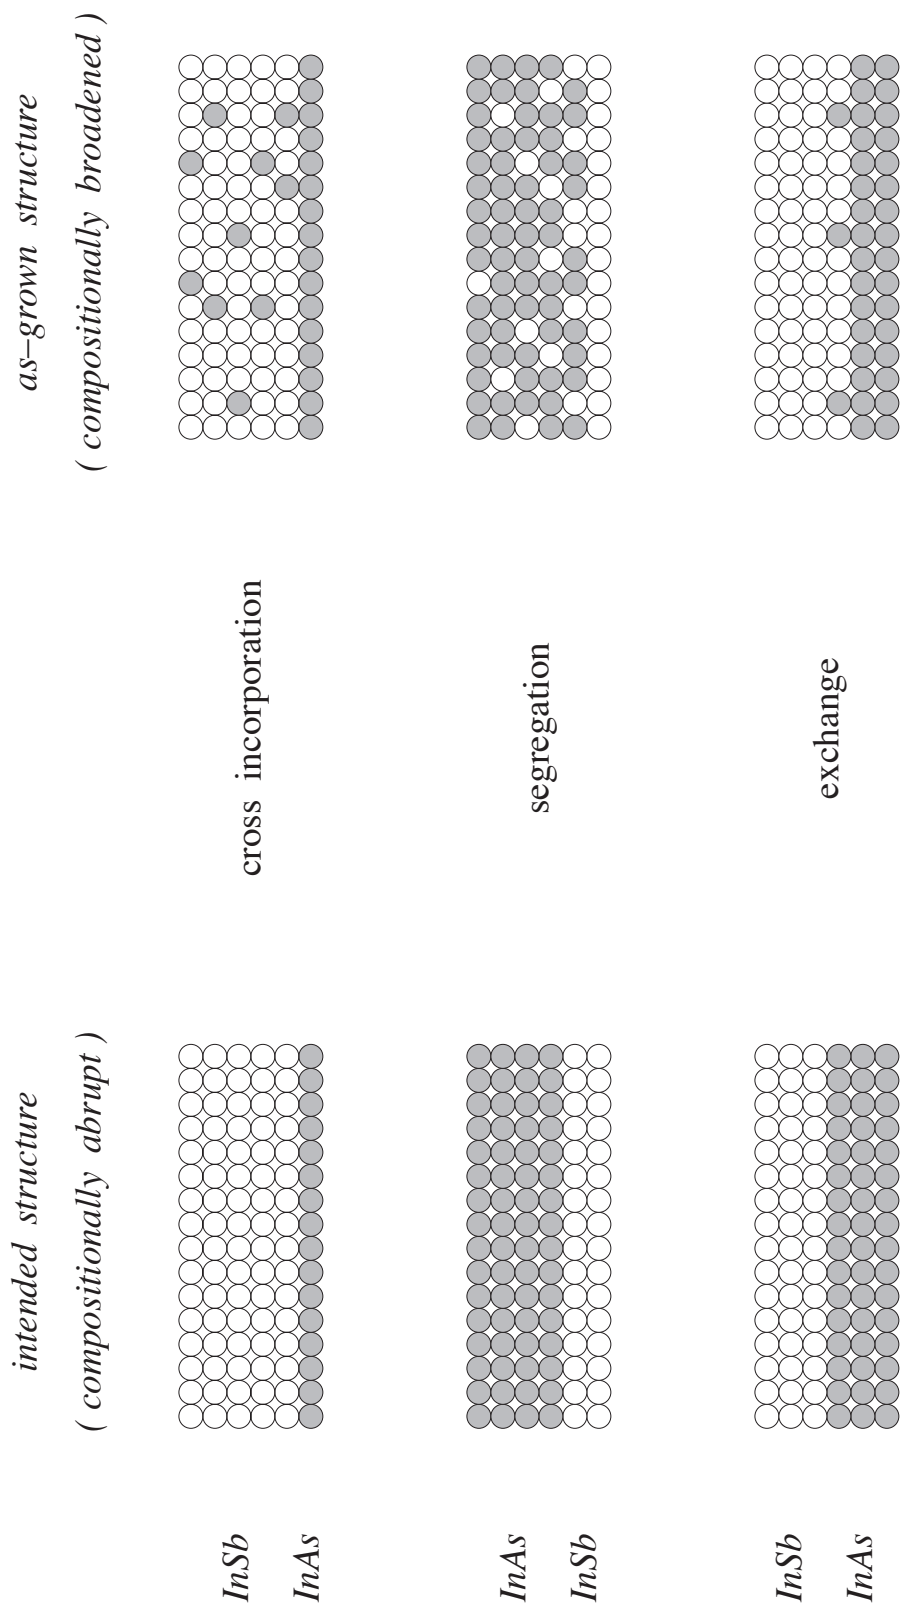 intended structure
( compositionally abrupt )
as–grown structure
( compositionally broadened )
InSb
InAs
cross incorporation
InAs
InSb
segregation
InSb
InAs
exchange